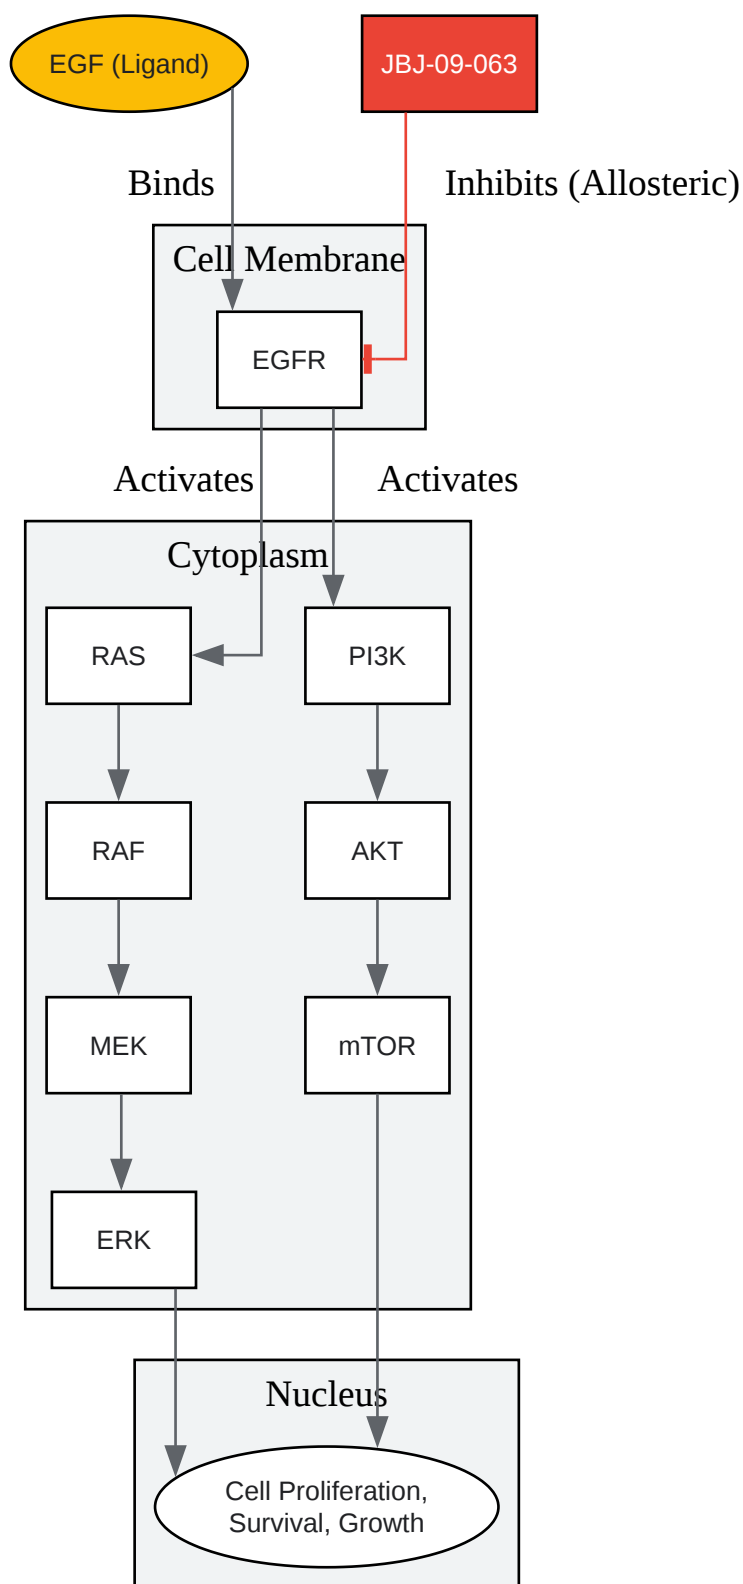 EGF (Ligand)
JBJ-09-063
Binds
Inhibits (Allosteric)
Cell Membrane
EGFR
Activates
Activates
Cytoplasm
RAS
PI3K
RAF
AKT
MEK
mTOR
ERK
Nucleus
Cell Proliferation,
Survival, Growth